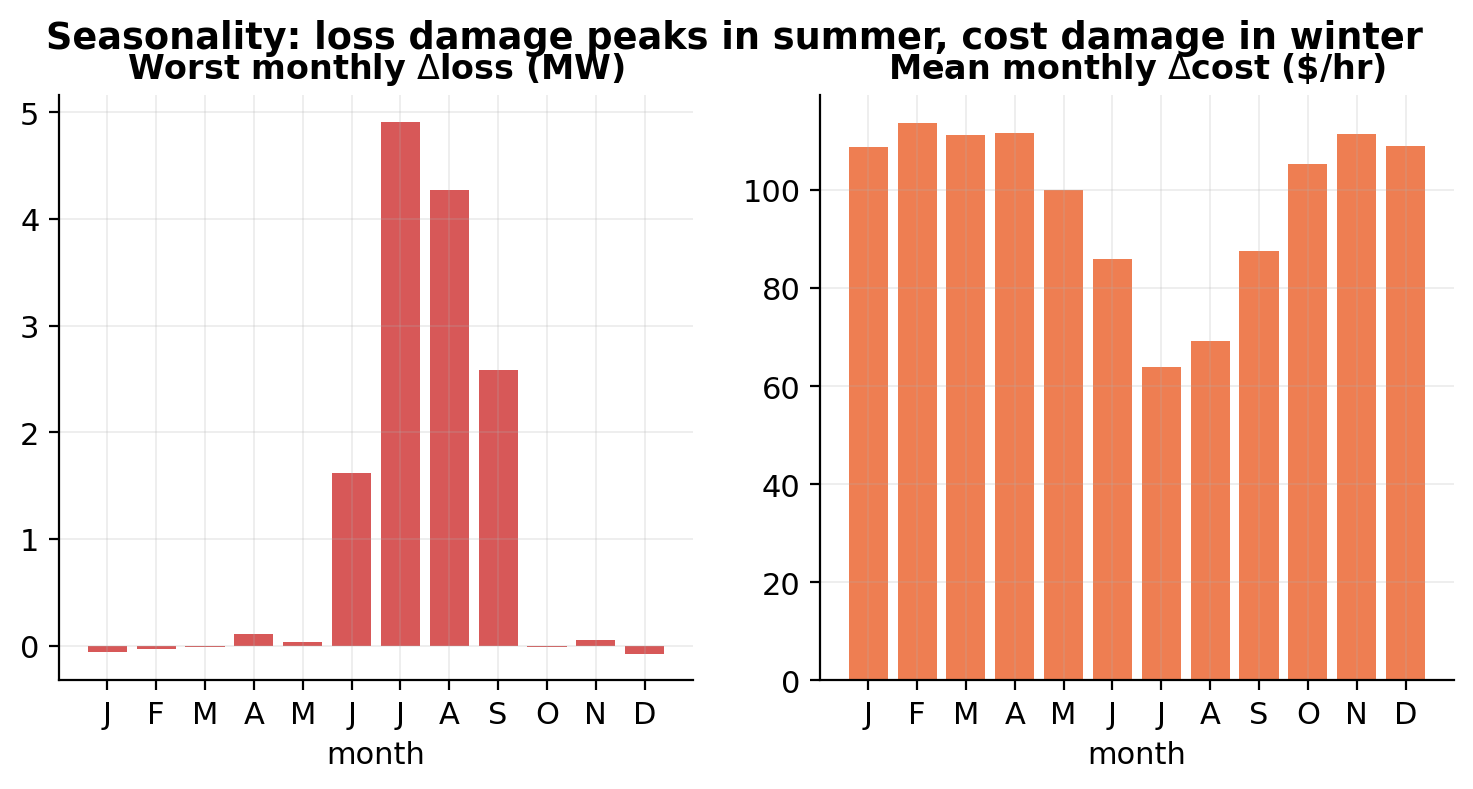 Seasonality: loss damage peaks in summer, cost damage in winter
Worst monthly Δloss (MW)
5
4
3
2
1
0
J F M A M J J A S O N D
month
Mean monthly Δcost ($/hr)
100
80
60
40
20
0
J F M A M J J A S O N D
month